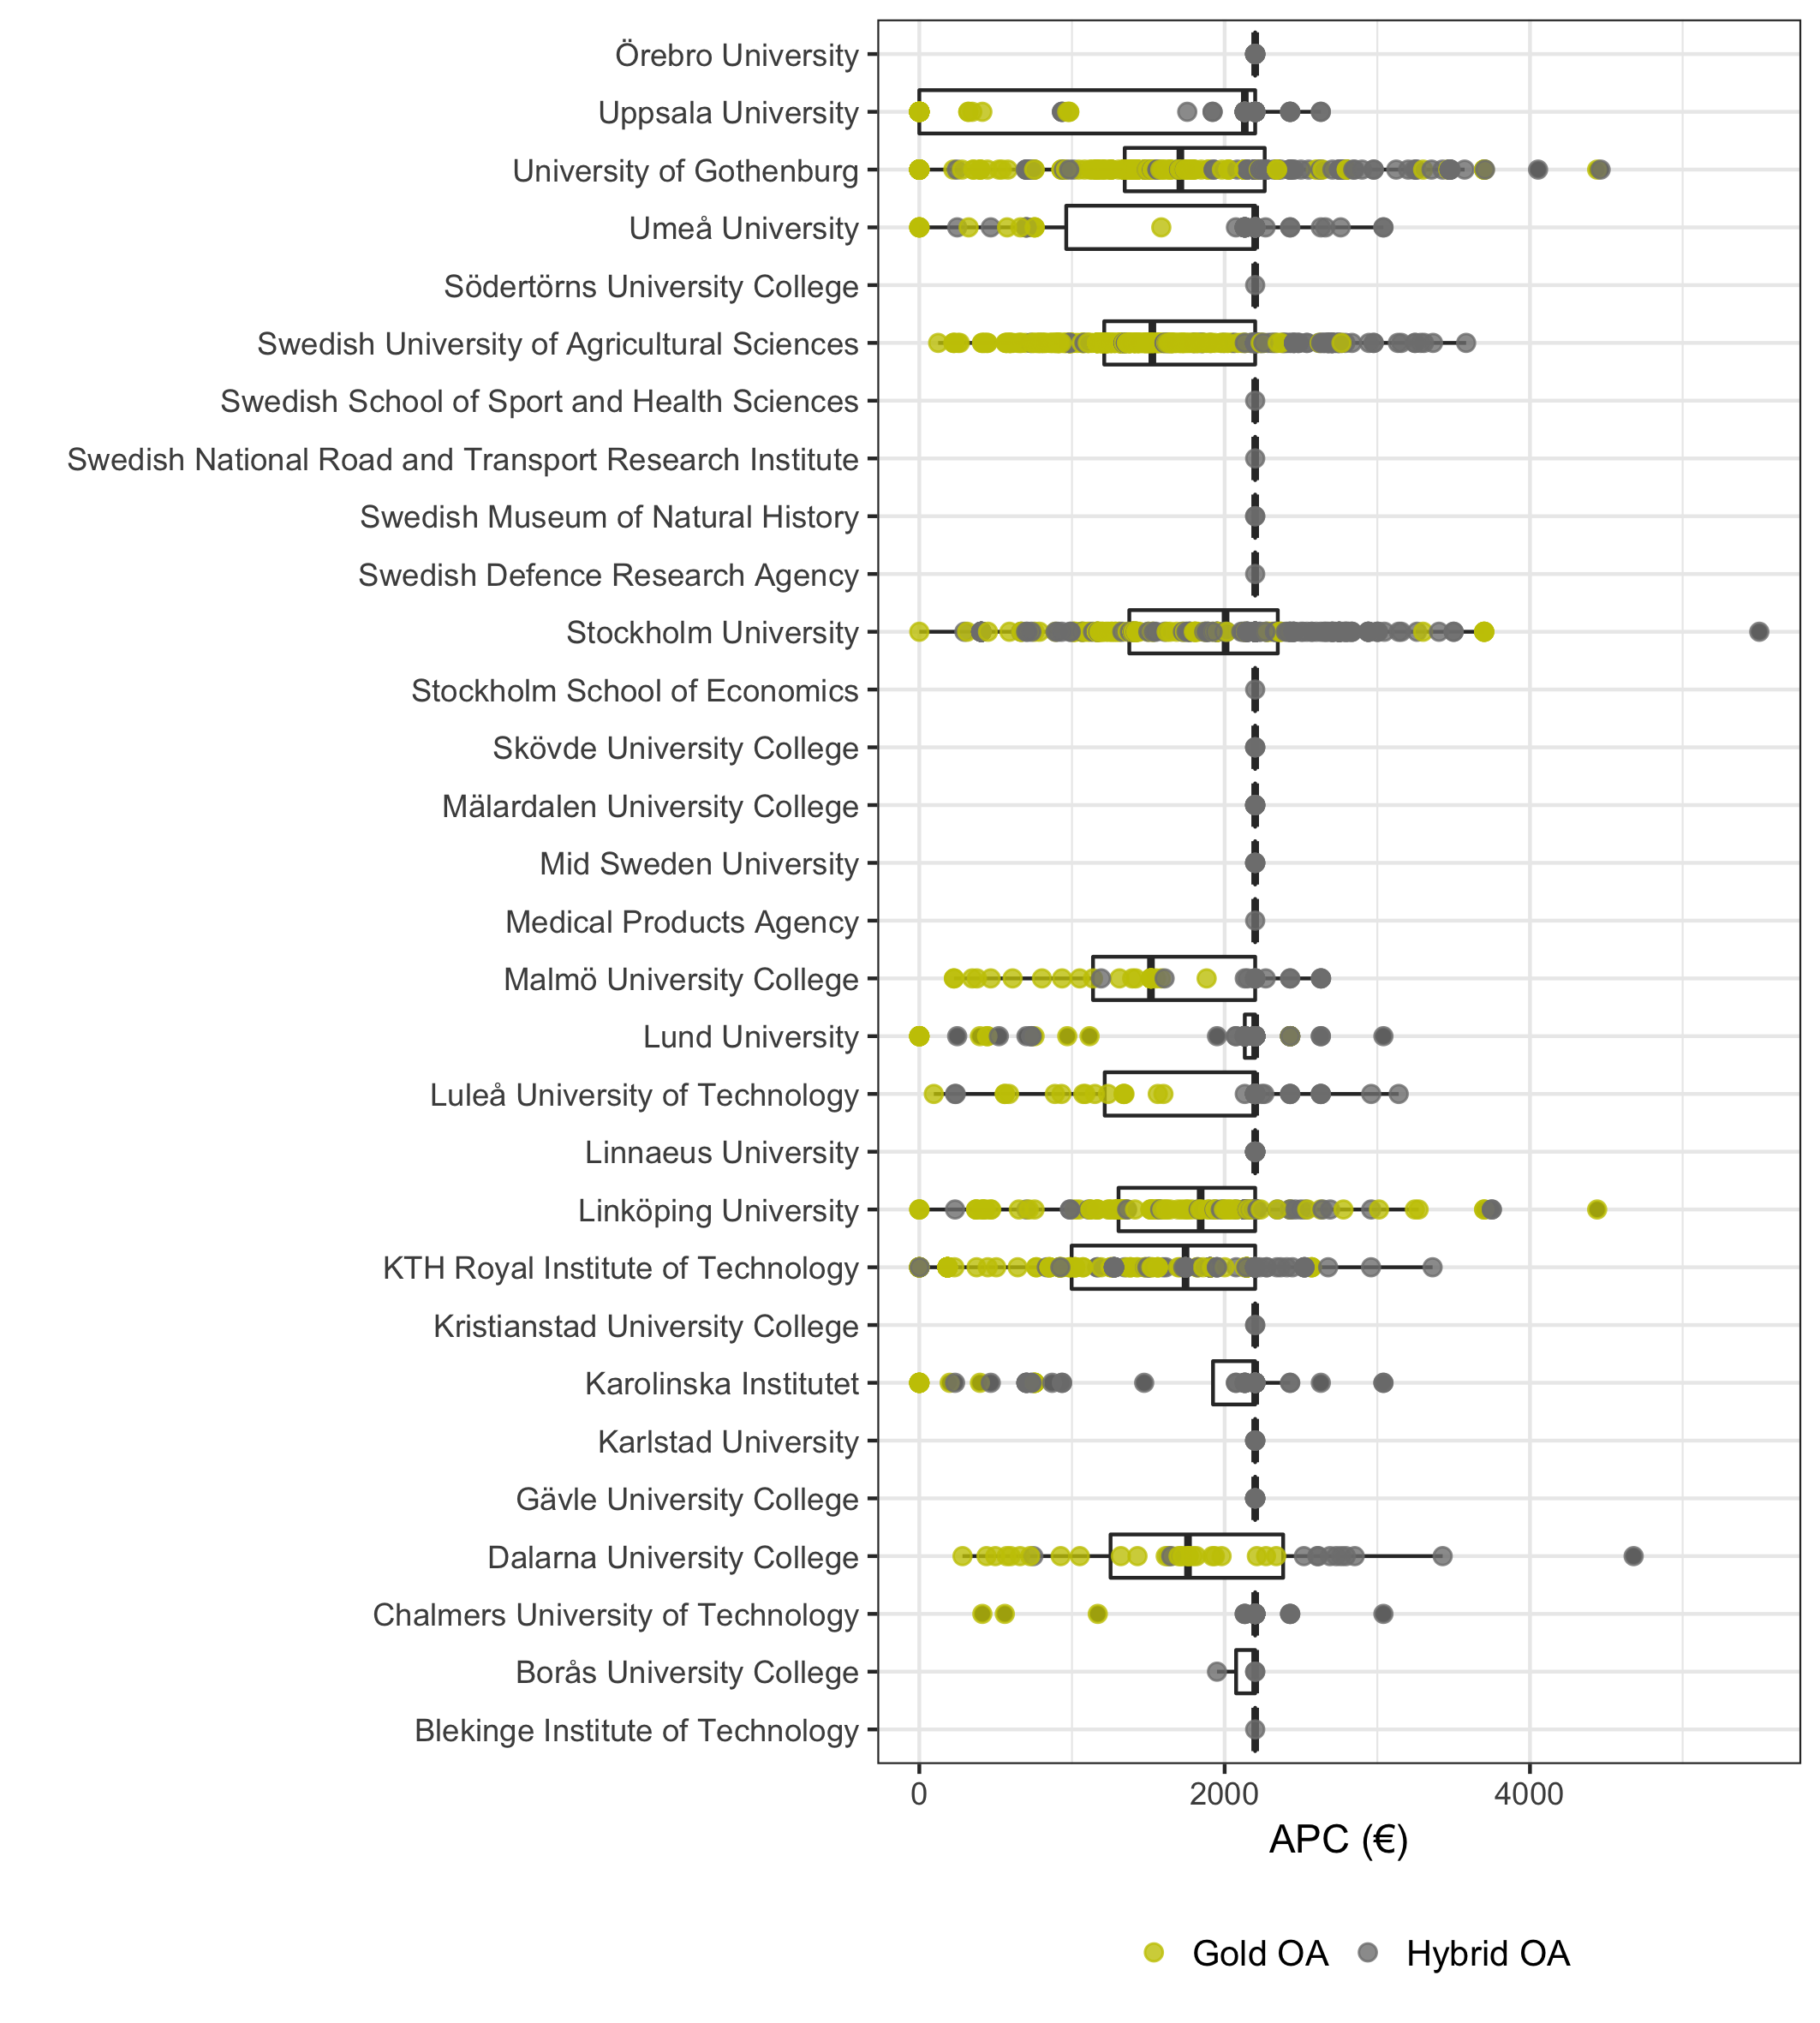 Örebro University
Uppsala University
University of Gothenburg
Umeå University
Södertörns University College
Swedish University of Agricultural Sciences
Swedish School of Sport and Health Sciences
Swedish National Road and Transport Research Institute
Swedish Museum of Natural History
Swedish Defence Research Agency
Stockholm University
Stockholm School of Economics
Skövde University College
Mälardalen University College
Mid Sweden University
Medical Products Agency
Malmö University College
Lund University
Luleå University of Technology
Linnaeus University
Linköping University
KTH Royal Institute of Technology
Kristianstad University College
Karolinska Institutet
Karlstad University
Gävle University College
Dalarna University College
Chalmers University of Technology
Borås University College
Blekinge Institute of Technology
0 2000 4000
APC (€)
Gold OA Hybrid OA